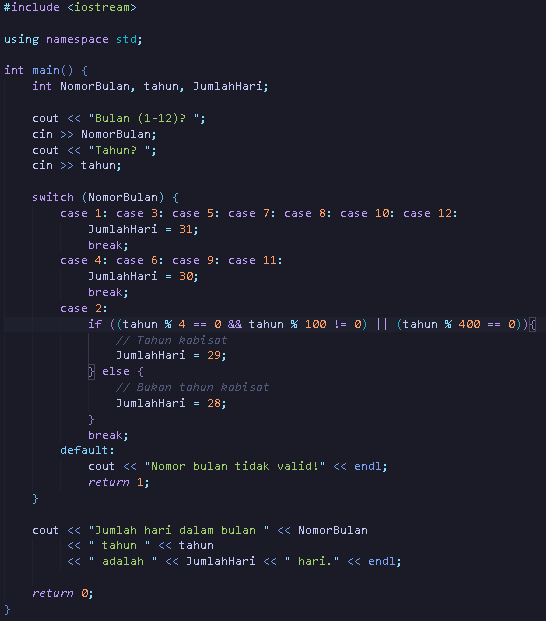 #include <iostream>
using namespace std;
int main() {
int NomorBulan, tahun, JumlahHari;
cout << "Bulan (1-12)? ";
cin >> NomorBulan;
cout << "Tahun? ";
cin >> tahun;
switch (NomorBulan) {
case 1: case 3: case 5: case 7: case 8: case 10: case 12:
JumlahHari = 31;
break;
case 4: case 6: case 9: case 11:
JumlahHari = 30;
break;
case 2:
if ((tahun % 4 == 0 && tahun % 100 != 0) || (tahun % 400 == 0)){
// Tahun kabisat
JumlahHari = 29;
} else {
// Bukan tahun kabisat
JumlahHari = 28;
}
break;
default:
cout << "Nomor bulan tidak valid!" << endl;
return 1;
}
cout << "Jumlah hari dalam bulan " << NomorBulan
<< " tahun " << tahun
<< " adalah " << JumlahHari << " hari." << endl;
return 0;
}